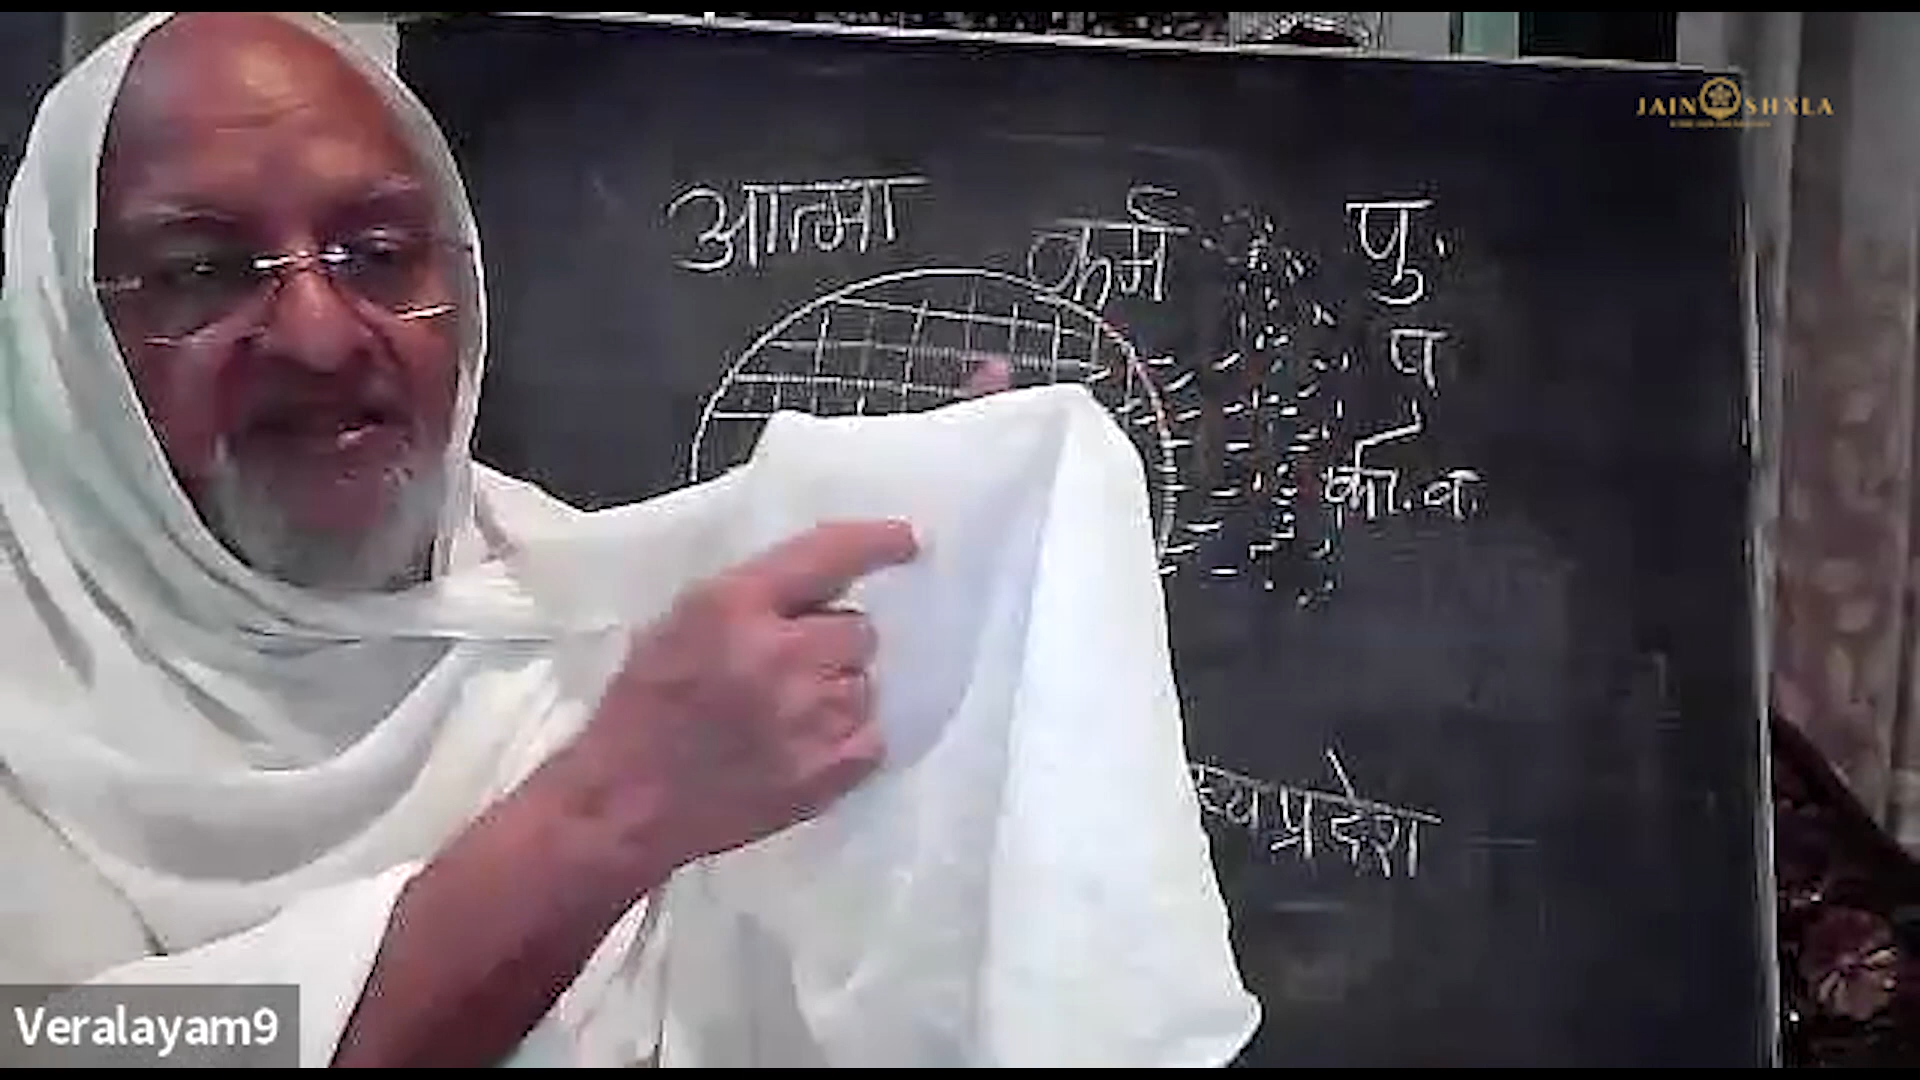 JAIN SHXLA
आत्मा
कर्म
पु.
प
का.व.
प्रदेश
Veralayam9